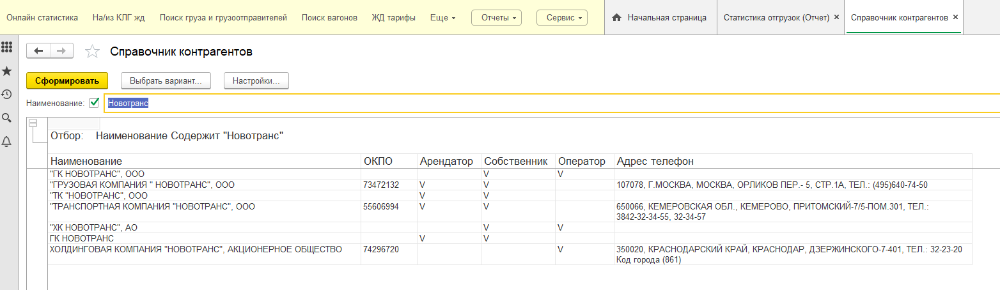 Онлайн статистика На/из КЛГ жд Поиск груза и грузоотправителей Поиск вагонов ЖД тарифы Еще Отчеты Сервис Начальная страница Статистика отгрузок (Отчет) × Справочник контрагентов ×
Справочник контрагентов
Сформировать Выбрать вариант... Настройки...
Наименование: Новотранс
Отбор: Наименование Содержит "Новотранс"
Наименование ОКПО Арендатор Собственник Оператор Адрес телефон
"ГК НОВОТРАНС", ООО V V
"ГРУЗОВАЯ КОМПАНИЯ " НОВОТРАНС", ООО 73472132 V V 107078, Г.МОСКВА, МОСКВА, ОРЛИКОВ ПЕР.- 5, СТР.1А, ТЕЛ.: (495)640-74-50
"ТК "НОВОТРАНС", ООО V V
"ТРАНСПОРТНАЯ КОМПАНИЯ "НОВОТРАНС", ООО 55606994 V V 650066, КЕМЕРОВСКАЯ ОБЛ., КЕМЕРОВО, ПРИТОМСКИЙ-7/5-ПОМ.301, ТЕЛ.:
3842-32-34-55, 32-34-57
"ХК НОВОТРАНС", АО V V
ГК НОВОТРАНС V V
ХОЛДИНГОВАЯ КОМПАНИЯ "НОВОТРАНС", АКЦИОНЕРНОЕ ОБЩЕСТВО 74296720 V 350020, КРАСНОДАРСКИЙ КРАЙ, КРАСНОДАР, ДЗЕРЖИНСКОГО-7-401, ТЕЛ.: 32-23-20
Код города (861)